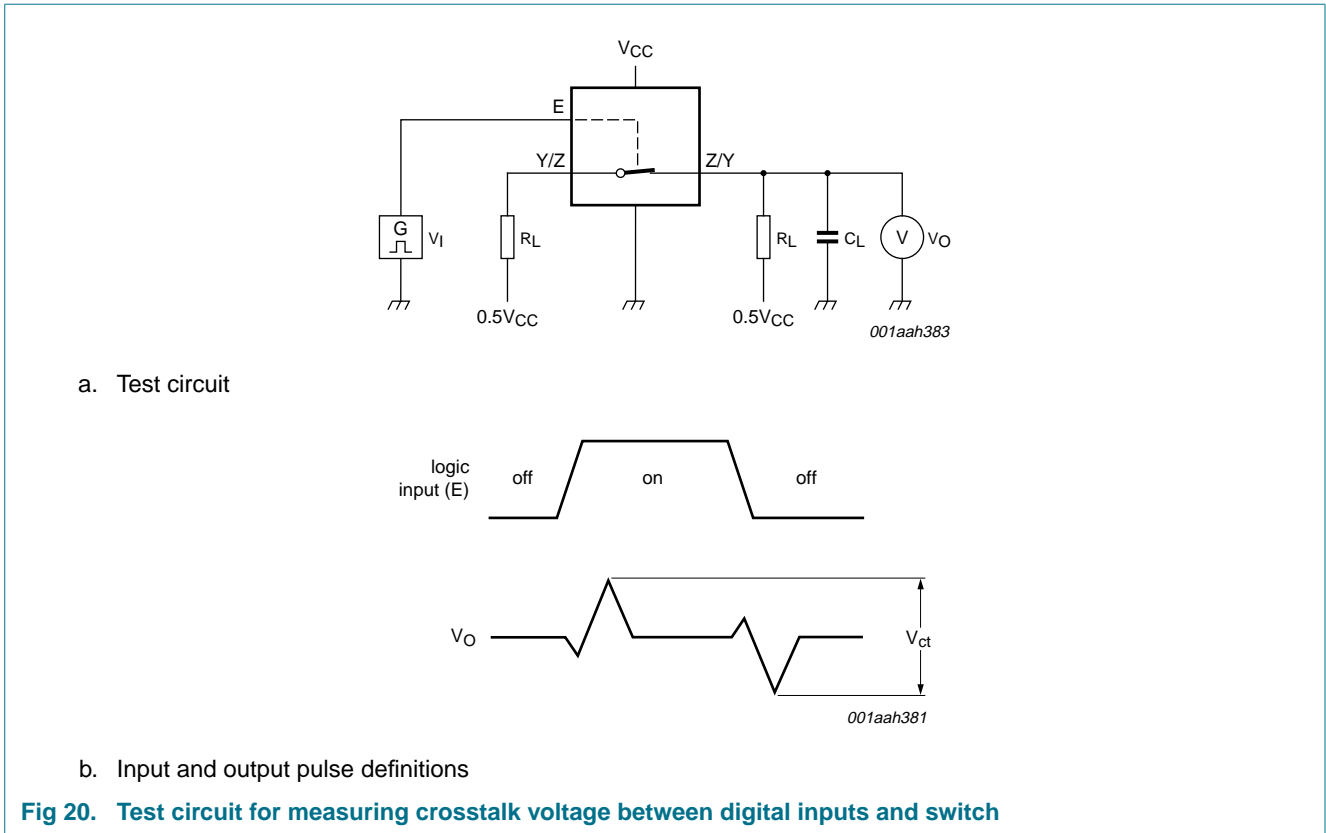 VCC
E
Y/Z
Z/Y
G
VI
RL
RL
CL
V
VO
0.5VCC
0.5VCC
001aah383
a. Test circuit
logic
input (E)
off
on
off
VO
Vct
001aah381
b. Input and output pulse definitions
Fig 20. Test circuit for measuring crosstalk voltage between digital inputs and switch